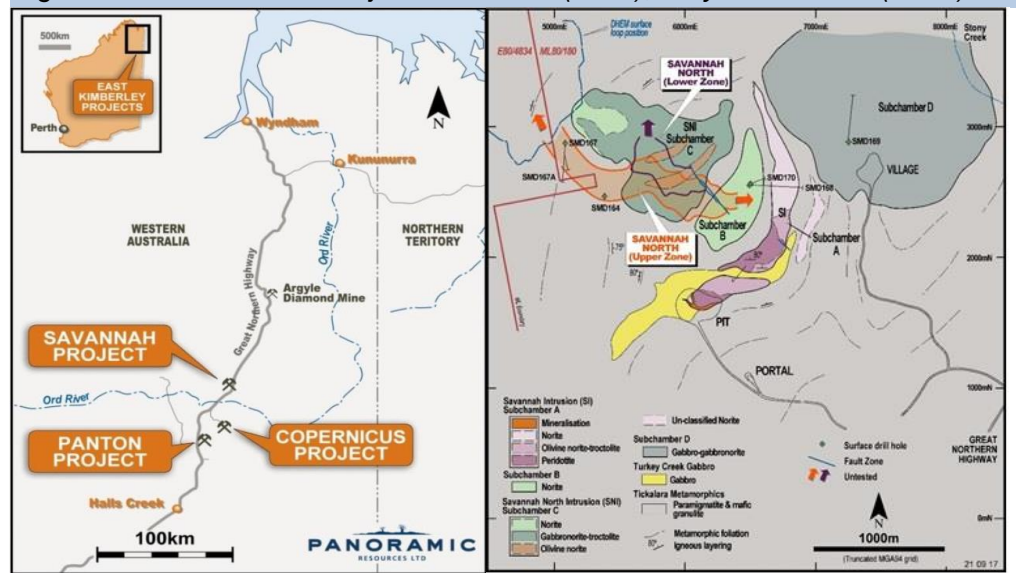 500km
EAST
KIMBERLEY
PROJECTS
Perth
N
Wyndham
Kununurra
WESTERN
AUSTRALIA
NORTHERN
TERITORY
Ord River
Great Northern Highway
Argyle
Diamond Mine
SAVANNAH
PROJECT
Ord River
PANTON
PROJECT
COPERNICUS
PROJECT
Halls Creek
100km
PANORAMIC
RESOURCES LTD
5000mE
6000mE
7000mE
8000mE
DHEM surface
loop position
Stony
Creek
E80/4834
ML80/180
SAVANNAH
NORTH
(Lower Zone)
Subchamber D
SNI
Subchamber
C
3000mN
SMD167
SMD169
VILLAGE
SMD167A
SMD170
SMD168
SMD164
SI
Subchamber
B
Subchamber
A
SAVANNAH
NORTH
(Upper Zone)
2000mN
PIT
PORTAL
1000mN
Savannah Intrusion (SI)
Subchamber A
Mineralisation
Norite
Olivine norite-troctolite
Peridotite
Subchamber B
Norite
Savannah North Intrusion (SNI)
Subchamber C
Norite
Gabbronorite-troctolite
Olivine norite
Un-classified Norite
Subchamber D
Gabbro-gabbronorite
Turkey Creek Gabbro
Gabbro
Tickalara Metamorphics
Paramigmatite & mafic
granulite
Metamorphic foliation
Igneous layering
Surface drill hole
Fault Zone
Untested
GREAT
NORTHERN
HIGHWAY
N
0mN
1000m
(Truncated MGA94 grid)
21 09 17